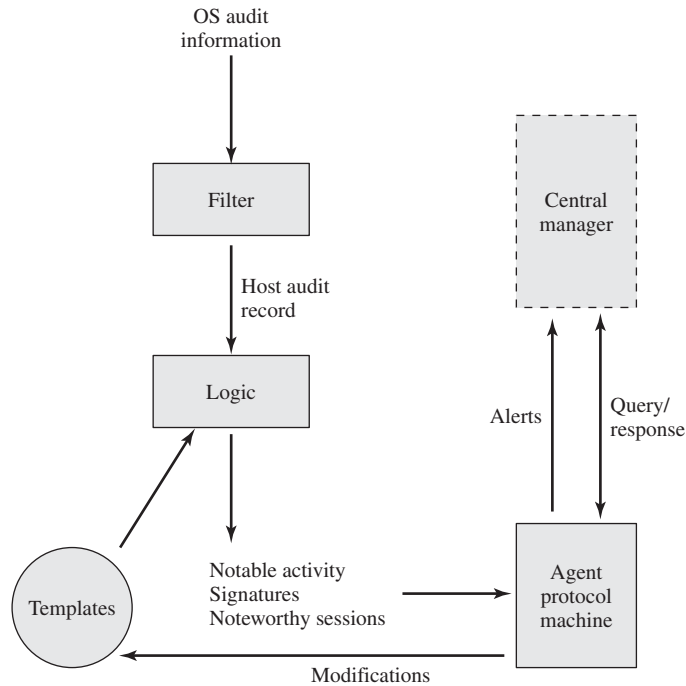 OS audit
information
Filter
Central
manager
Host audit
record
Logic
Alerts
Query/
response
Notable activity
Signatures
Noteworthy sessions
Agent
protocol
machine
Templates
Modifications